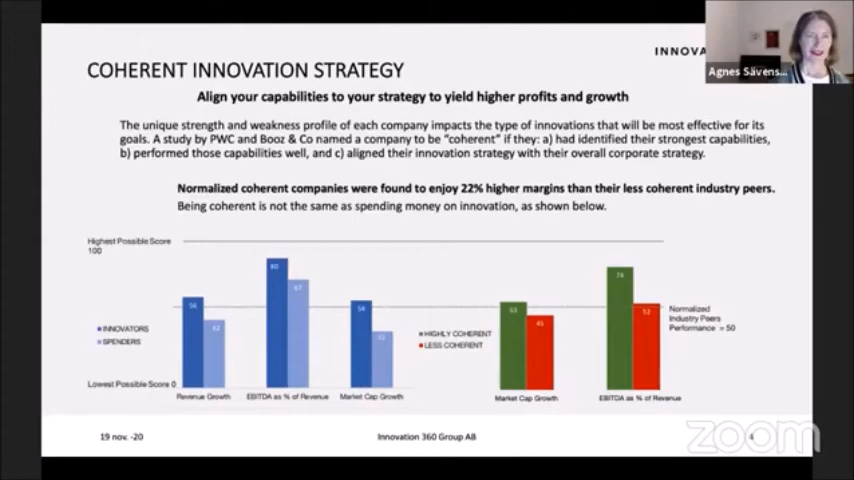 INNOVA
Agnes Sävens...
COHERENT INNOVATION STRATEGY
Align your capabilities to your strategy to yield higher profits and growth
The unique strength and weakness profile of each company impacts the type of innovations that will be most effective for its
goals. A study by PWC and Booz & Co named a company to be “coherent” if they: a) had identified their strongest capabilities,
b) performed those capabilities well, and c) aligned their innovation strategy with their overall corporate strategy.
Normalized coherent companies were found to enjoy 22% higher margins than their less coherent industry peers.
Being coherent is not the same as spending money on innovation, as shown below.
Highest Possible Score
100
80
67
56
42
54
74
53
45
52
INNOVATORS
SPENDERS
HIGHLY COHERENT
LESS COHERENT
Normalized
Industry Peers
Performance = 50
Lowest Possible Score 0
Revenue Growth
EBITDA as % of Revenue
Market Cap Growth
Market Cap Growth
EBITDA as % of Revenue
19 nov. -20
Innovation 360 Group AB
4
zoom